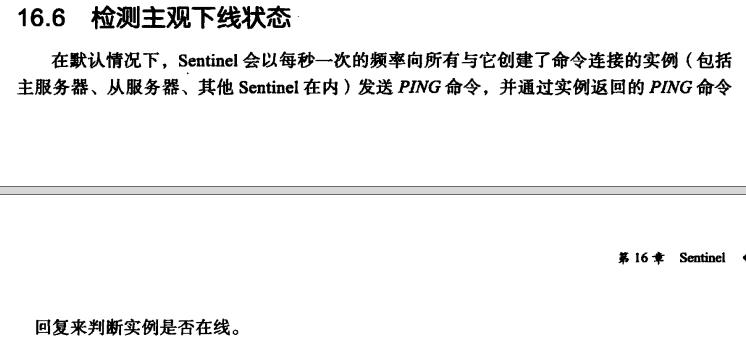 16.6 检测主观下线状态
在默认情况下，Sentinel 会以每秒一次的频率向所有与它创建了命令连接的实例（包括
主服务器、从服务器、其他 Sentinel 在内）发送 PING 命令，并通过实例返回的 PING 命令
第 16 章 Sentinel
回复来判断实例是否在线。